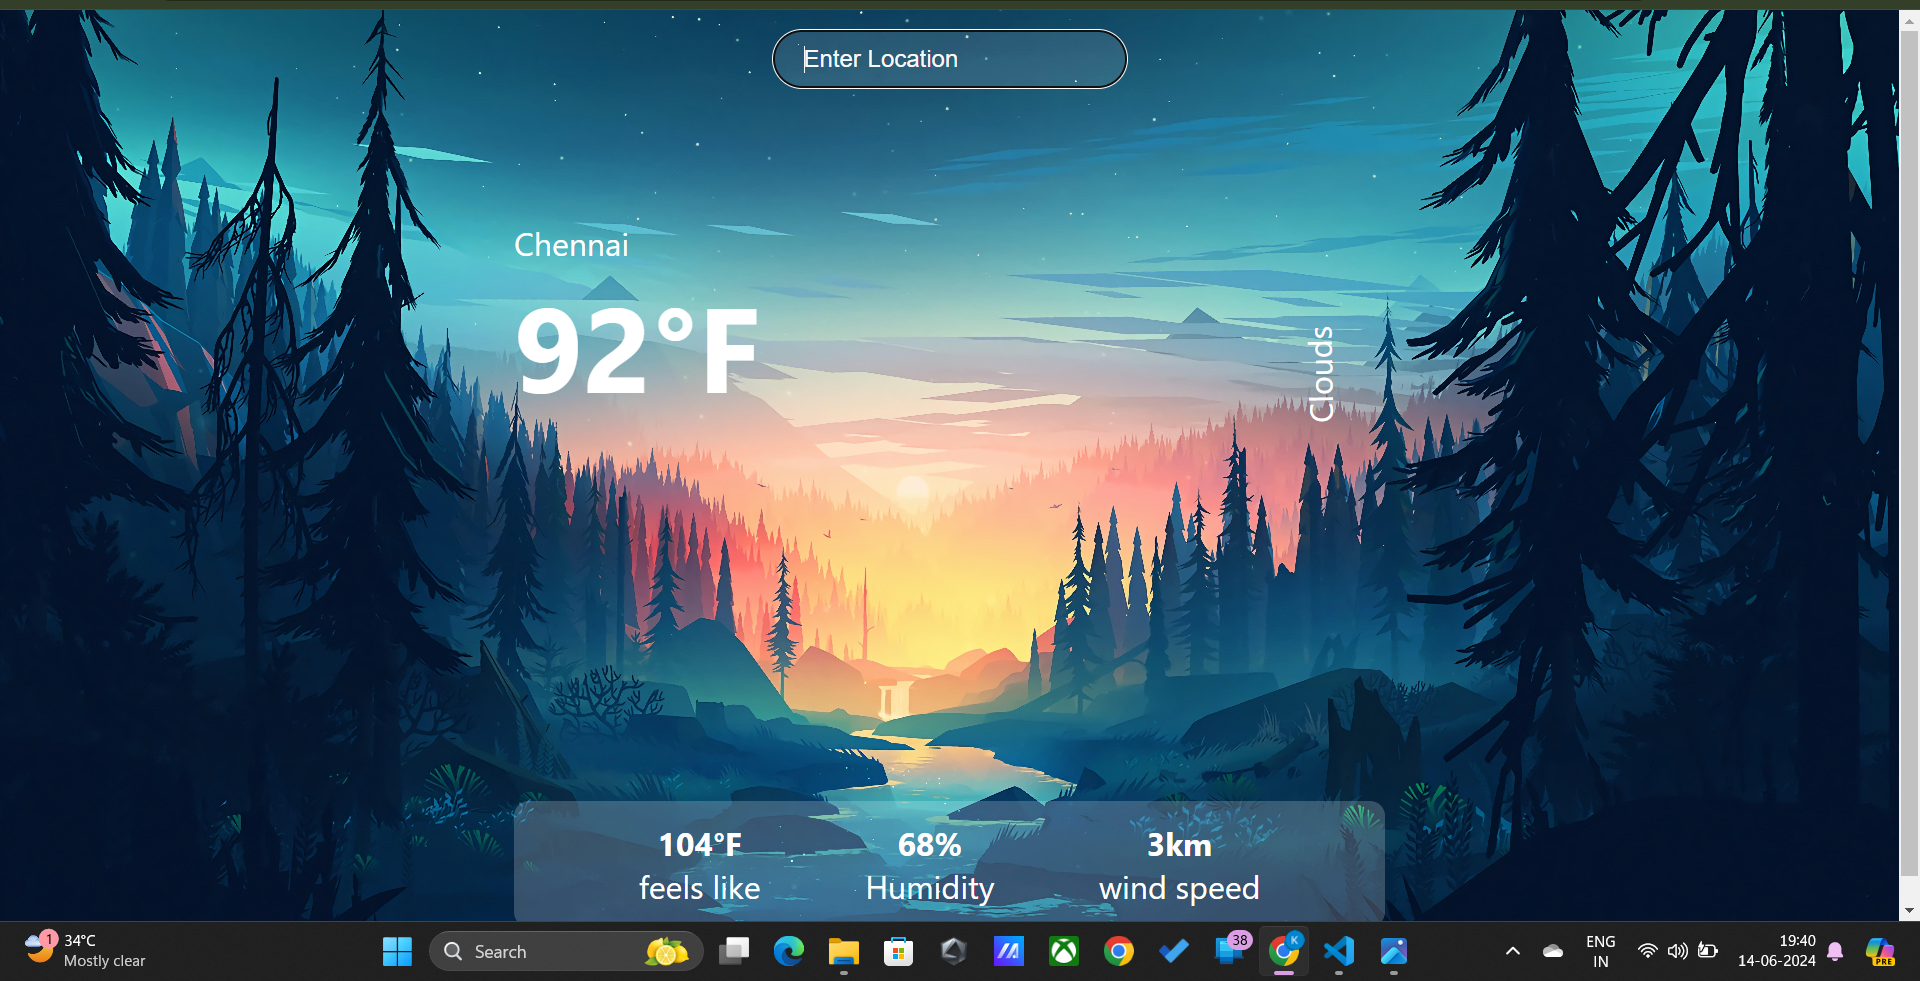 Enter Location
Chennai
92°F
Clouds
104°F
feels like
68%
Humidity
3km
wind speed
1
34°C
Mostly clear
Search
38
K
ENG
IN
19:40
14-06-2024
PRE